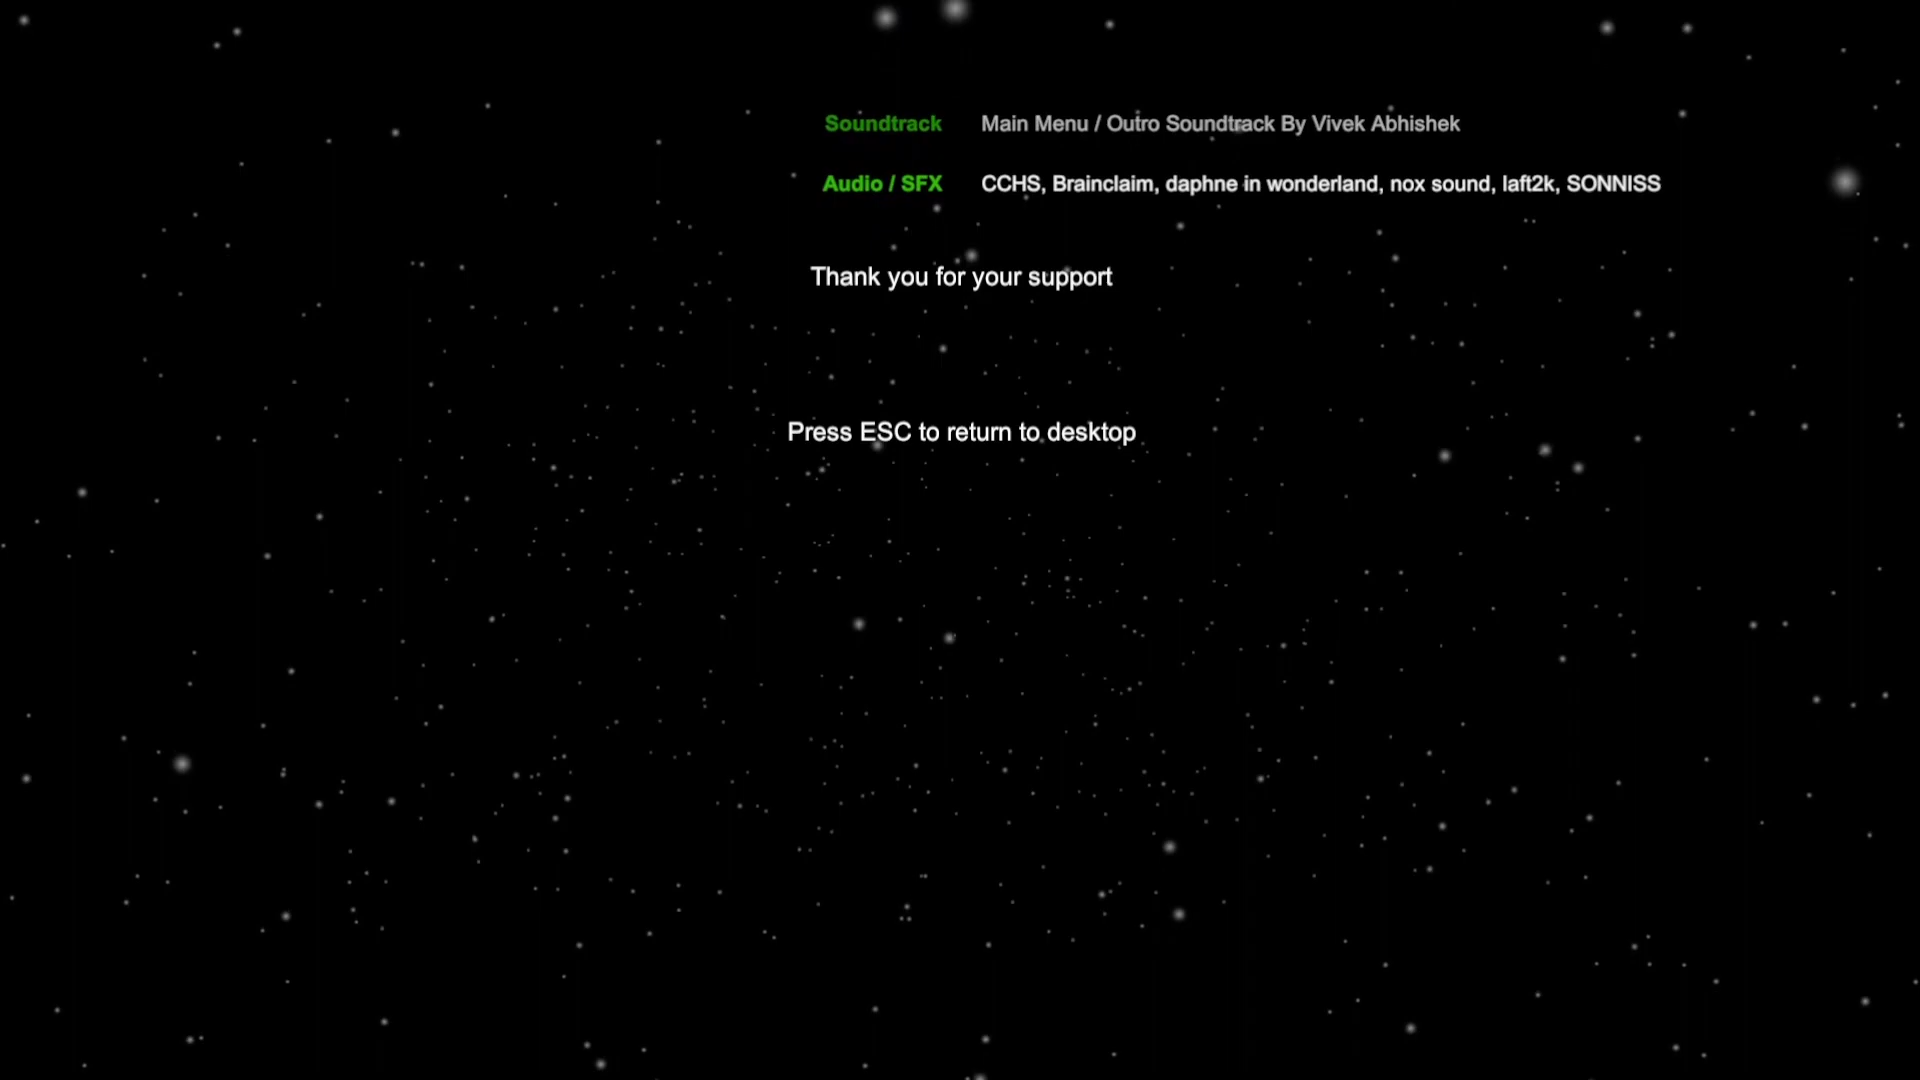 Soundtrack Main Menu / Outro Soundtrack By Vivek Abhishek
Audio / SFX CCHS, Brainclaim, daphne in wonderland, nox sound, laft2k, SONNISS
Thank you for your support
Press ESC to return to desktop